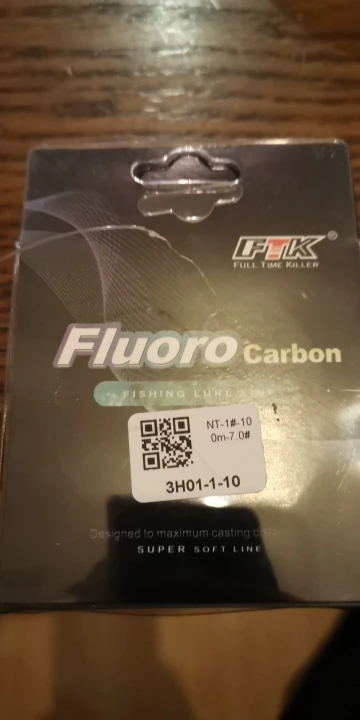 FTK®
FULL TIME KILLER
Fluoro Carbon
FISHING LURE LINE
NT-1#-10
0m-7.0#
3H01-1-10
Designed to maximum casting
SUPER SOFT LINE